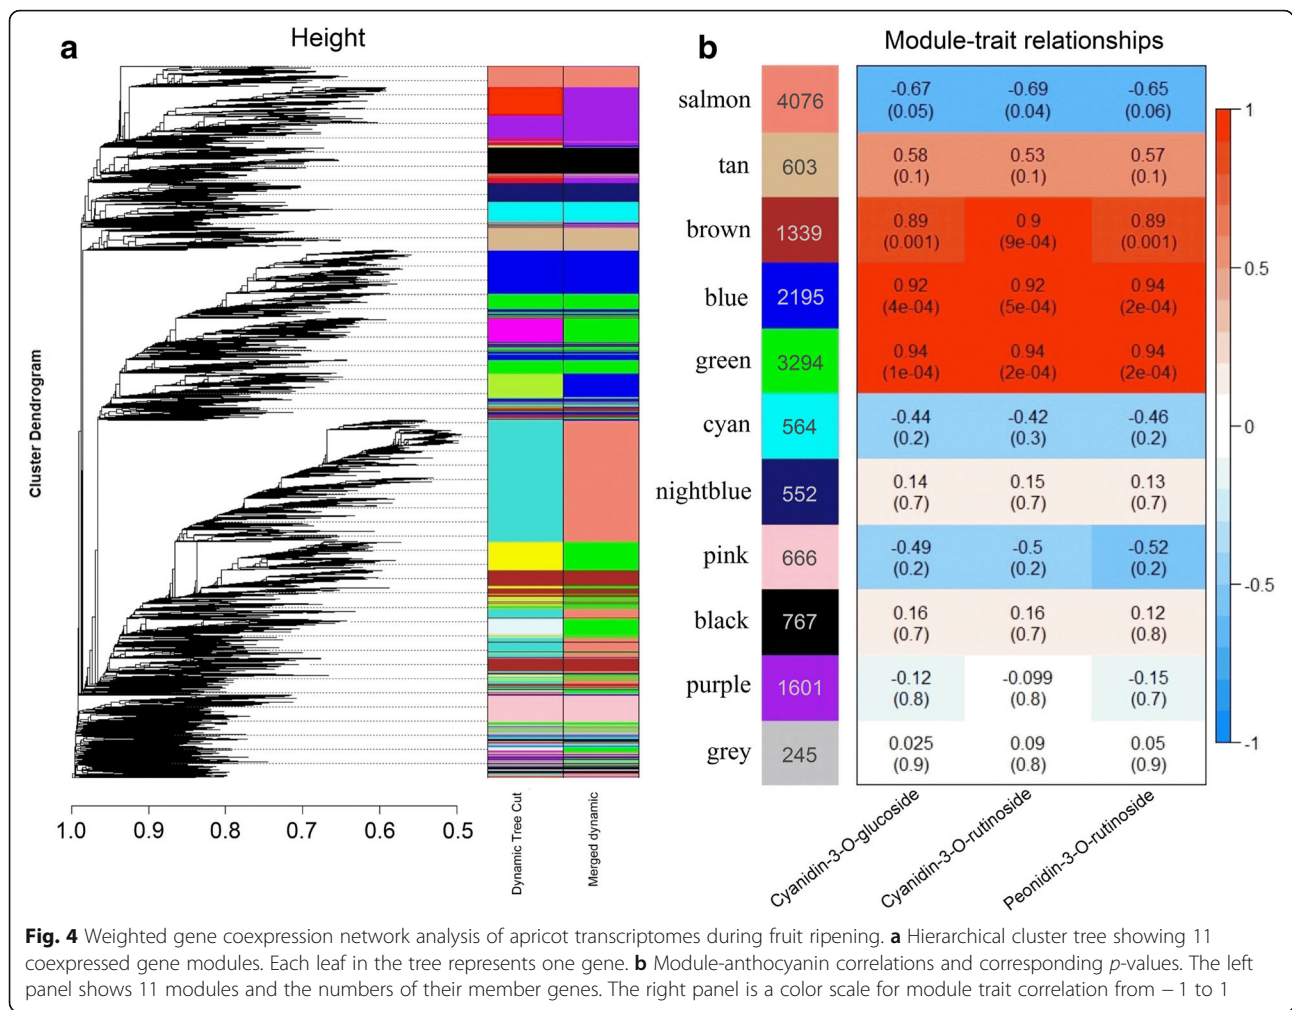 a
Height
Cluster Dendrogram
1.0 0.9 0.8 0.7 0.6 0.5
Dynamic Tree Cut
Merged dynamic
b
Module-trait relationships
salmon 4076 -0.67 -0.69 -0.65
(0.05) (0.04) (0.06)
tan 603 0.58 0.53 0.57
(0.1) (0.1) (0.1)
brown 1339 0.89 0.9 0.89
(0.001) (9e-04) (0.001)
blue 2195 0.92 0.92 0.94
(4e-04) (5e-04) (2e-04)
green 3294 0.94 0.94 0.94
(1e-04) (2e-04) (2e-04)
cyan 564 -0.44 -0.42 -0.46
(0.2) (0.3) (0.2)
nightblue 552 0.14 0.15 0.13
(0.7) (0.7) (0.7)
pink 666 -0.49 -0.5 -0.52
(0.2) (0.2) (0.2)
black 767 0.16 0.16 0.12
(0.7) (0.7) (0.8)
purple 1601 -0.12 -0.099 -0.15
(0.8) (0.8) (0.7)
grey 245 0.025 0.09 0.05
(0.9) (0.8) (0.9)
1
0.5
0
-0.5
-1
Cyanidin-3-O-glucoside
Cyanidin-3-O-rutinoside
Peonidin-3-O-rutinoside
Fig. 4 Weighted gene coexpression network analysis of apricot transcriptomes during fruit ripening. a Hierarchical cluster tree showing 11
coexpressed gene modules. Each leaf in the tree represents one gene. b Module-anthocyanin correlations and corresponding p-values. The left
panel shows 11 modules and the numbers of their member genes. The right panel is a color scale for module trait correlation from − 1 to 1